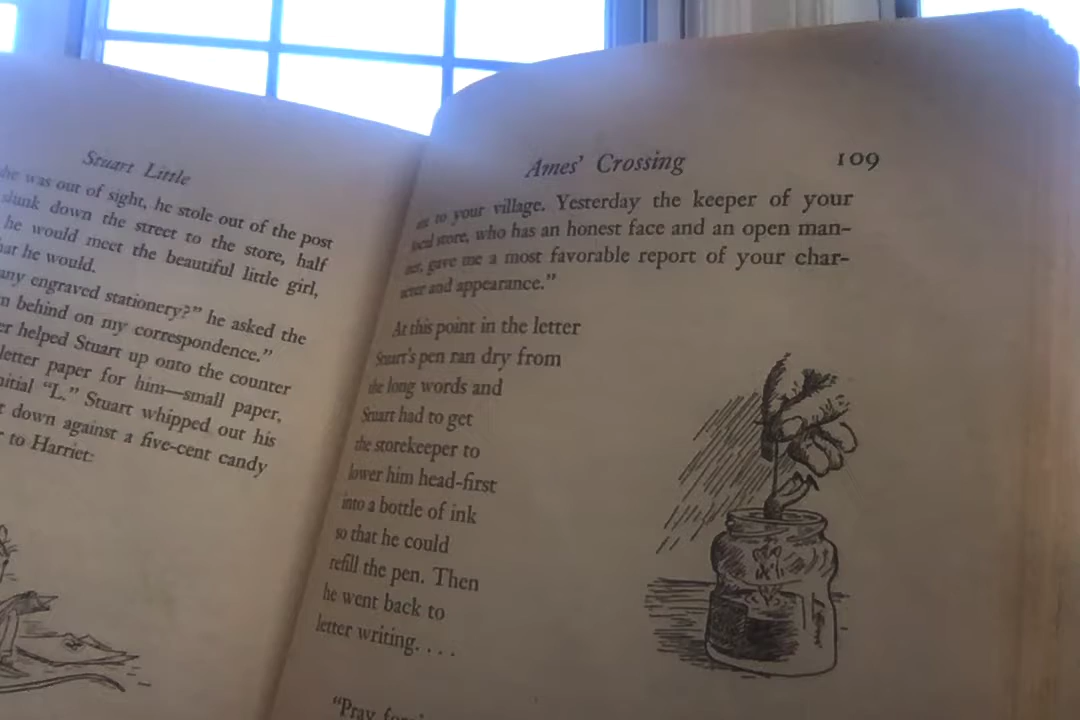 Stuart Little
he was out of sight, he stole out of the post
slunk down the street to the store, half
he would meet the beautiful little girl,
hat he would.
any engraved stationery?” he asked the
n behind on my correspondence.”
er helped Stuart up onto the counter
letter paper for him—small paper,
nitial “L.” Stuart whipped out his
t down against a five-cent candy
r to Harriet:
Ames’ Crossing 109
to your village. Yesterday the keeper of your
local store, who has an honest face and an open man-
ner, gave me a most favorable report of your char-
acter and appearance.”
At this point in the letter
Stuart’s pen ran dry from
the long words and
Stuart had to get
the storekeeper to
lower him head-first
into a bottle of ink
so that he could
refill the pen. Then
he went back to
letter writing. . . .
“Pray